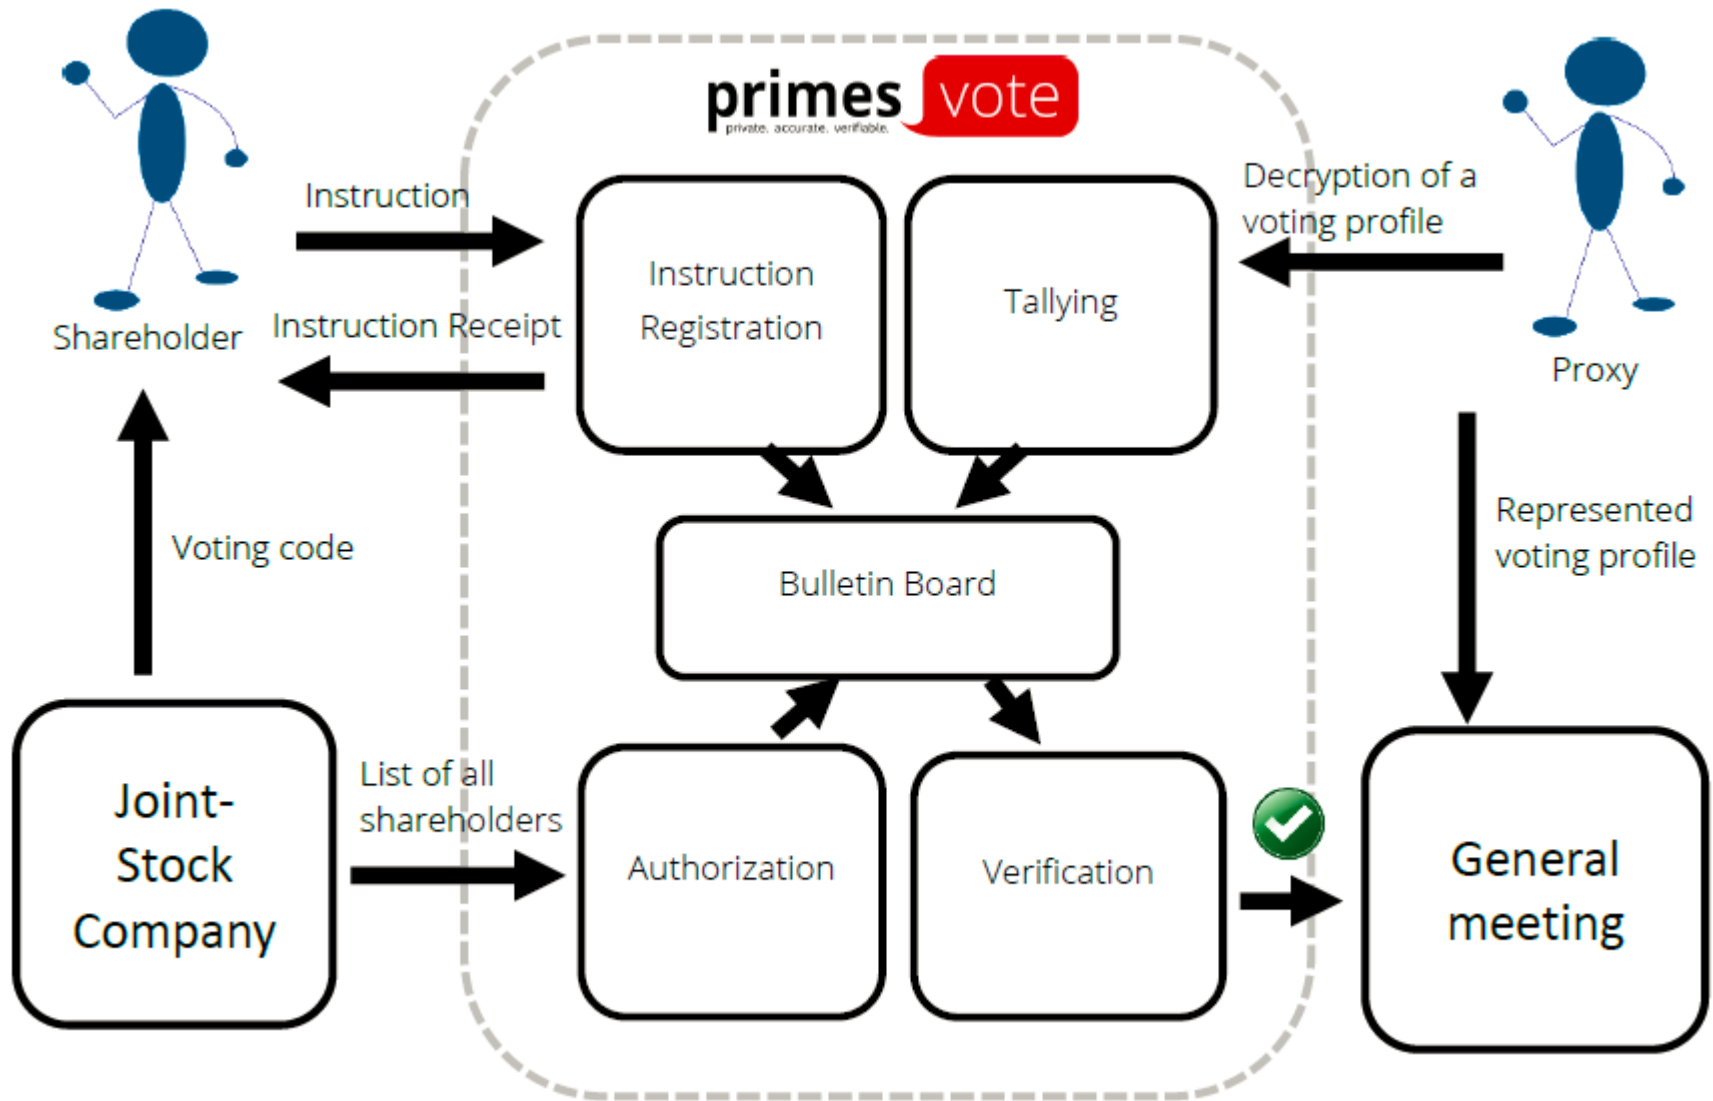 primes vote
private. accurate. verifiable.
Instruction
Instruction Receipt
Shareholder
Voting code
Instruction
Registration
Tallying
Decryption of a
voting profile
Proxy
Represented
voting profile
Bulletin Board
Joint-
Stock
Company
List of all
shareholders
Authorization
Verification
General
meeting